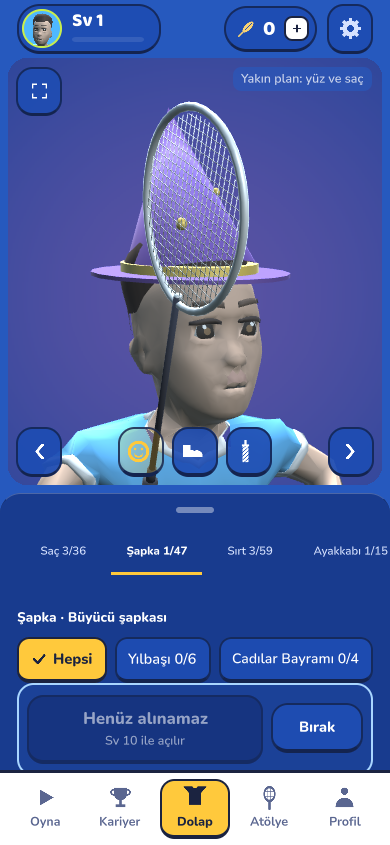 Sv 1
0
+
Yakın plan: yüz ve saç
Saç 3/36
Şapka 1/47
Sırt 3/59
Ayakkabı 1/15
Şapka · Büyücü şapkası
Hepsi
Yılbaşı 0/6
Cadılar Bayramı 0/4
Henüz alınamaz
Sv 10 ile açılır
Bırak
Oyna
Kariyer
Dolap
Atölye
Profil